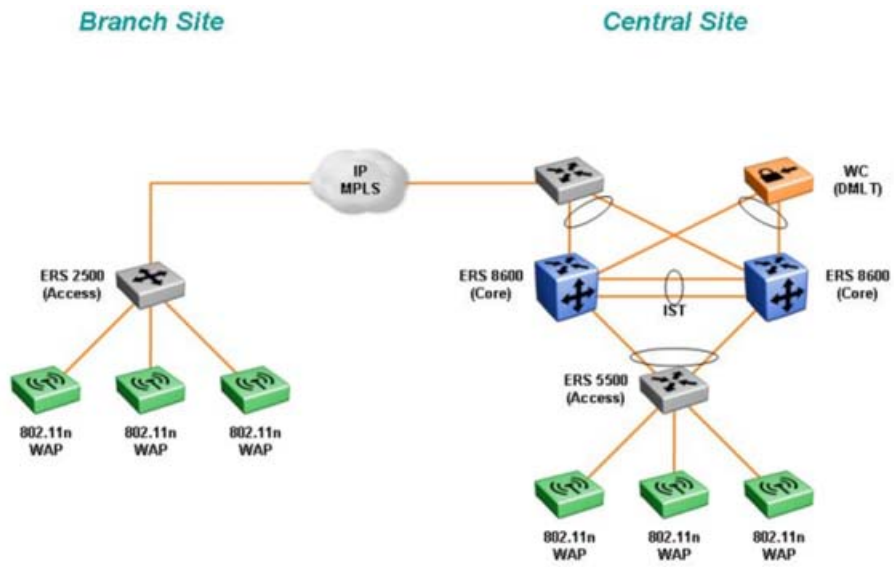 Branch Site
Central Site
IP
MPLS
WC
(DMLT)
ERS 2500
(Access)
ERS 8600
(Core)
IST
ERS 8600
(Core)
ERS 5500
(Access)
802.11n
WAP
802.11n
WAP
802.11n
WAP
802.11n
WAP
802.11n
WAP
802.11n
WAP